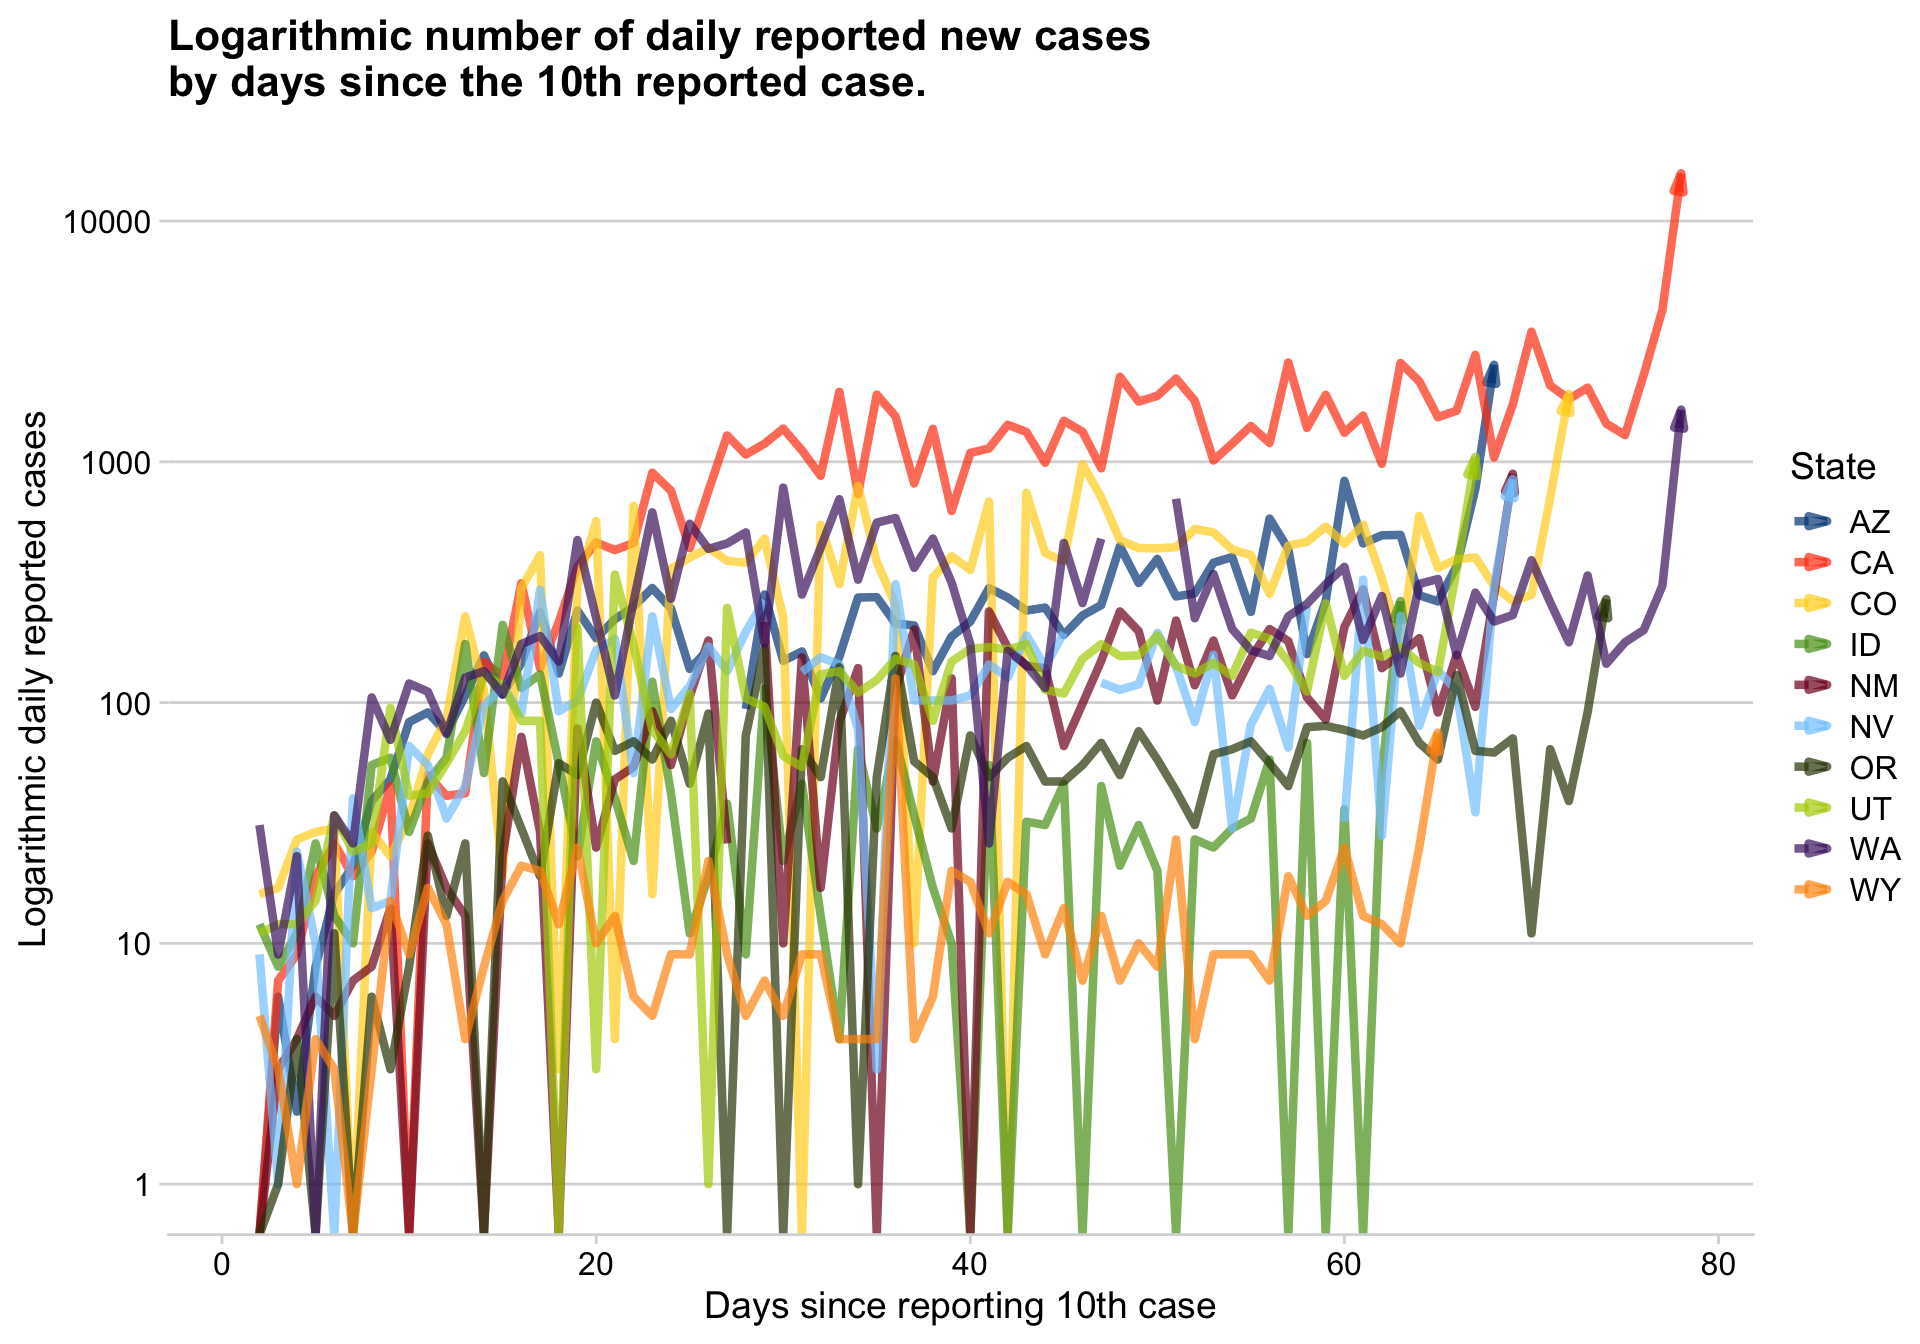 Logarithmic number of daily reported new cases
by days since the 10th reported case.
10000
1000
100
10
1
Logarithmic daily reported cases
0
20
40
60
80
Days since reporting 10th case
State
AZ
CA
CO
ID
NM
NV
OR
UT
WA
WY